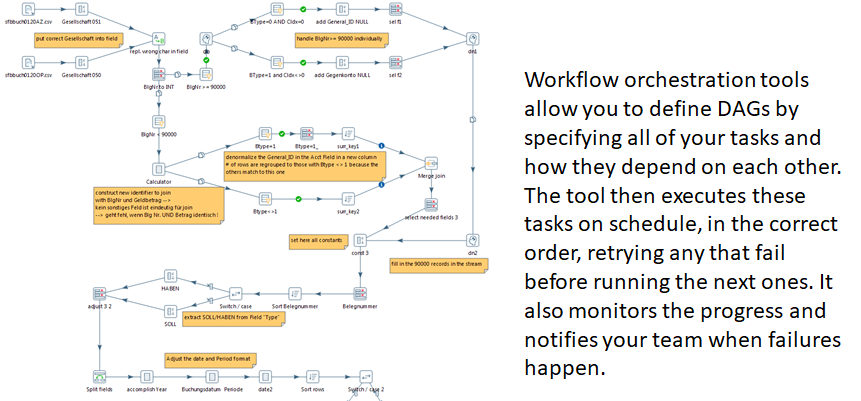 sfbbuch0120AZ.csv
Gesellschaft 051
put correct Gesellschaft into field
sfbbuch0120OP.csv
Gesellschaft 050
repl. wrong char in field
BlgNr to INT
BlgNr>= 90000
Btype=0 AND CIdx=0
add General_ID NULL
sel f1
handle BlgNr>= 90000 individually
BType=1 and CIdx<>0
add Gegenkonto NULL
sel f2
dn1
BlgNr < 90000
Calculator
construct new identifier to join
with BlgNr und Geldbetrag -->
kein sonstiges Feld ist eindeutig für join
--> geht fehl, wenn Blg Nr. UND Betrag identisch !
Btype=1
Btype=1_
surr_key1
denormalize the General_ID in the Acct Field in a new column
# of rows are regrouped to those with Btype <> 1 because the
others match to this one
Btype<>1
surr_key2
Merge join
select needed fields 3
set here all constants
const 3
dn2
fill in the 90000 records in the stream
HABEN
adjust 3 2
SOLL
Switch / case
Sort Belegnummer
Belegnummer
extract SOLL/HABEN from Field "Type"
Adjust the date and Period format
Split fields
accomplish Year
Buchungsdatum Periode
date2
Sort rows
Switch / case 2
Workflow orchestration tools
allow you to define DAGs by
specifying all of your tasks and
how they depend on each other.
The tool then executes these
tasks on schedule, in the correct
order, retrying any that fail
before running the next ones. It
also monitors the progress and
notifies your team when failures
happen.